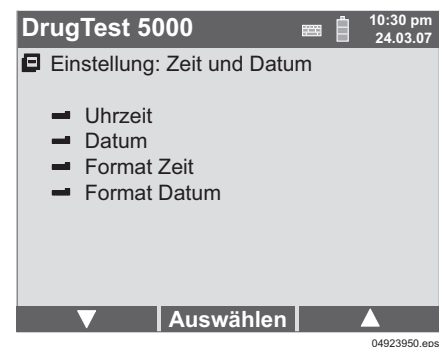 DrugTest 5000
10:30 pm
24.03.07
Einstellung: Zeit und Datum
Uhrzeit
Datum
Format Zeit
Format Datum
Auswählen
04923950.eps